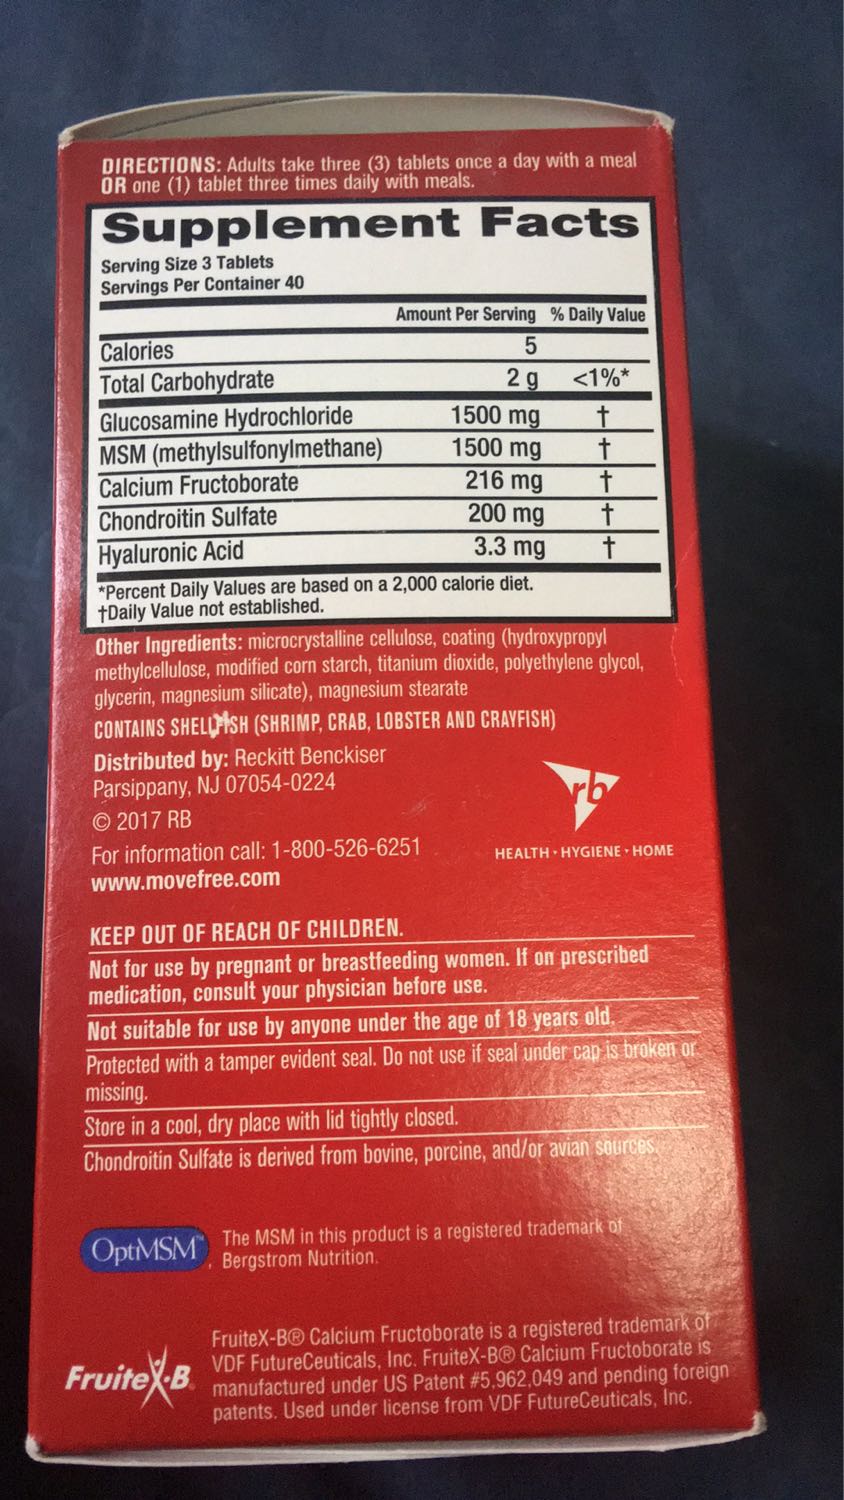 DIRECTIONS: Adults take three (3) tablets once a day with a meal
OR one (1) tablet three times daily with meals.
Supplement Facts
Serving Size 3 Tablets
Servings Per Container 40
Amount Per Serving % Daily Value
Calories 5
Total Carbohydrate 2 g <1%*
Glucosamine Hydrochloride 1500 mg †
MSM (methylsulfonylmethane) 1500 mg †
Calcium Fructoborate 216 mg †
Chondroitin Sulfate 200 mg †
Hyaluronic Acid 3.3 mg †
*Percent Daily Values are based on a 2,000 calorie diet.
†Daily Value not established.
Other Ingredients: microcrystalline cellulose, coating (hydroxypropyl
methylcellulose, modified corn starch, titanium dioxide, polyethylene glycol,
glycerin, magnesium silicate), magnesium stearate
CONTAINS SHELLFISH (SHRIMP, CRAB, LOBSTER AND CRAYFISH)
Distributed by: Reckitt Benckiser
Parsippany, NJ 07054-0224
© 2017 RB
For information call: 1-800-526-6251
www.movefree.com
rb
HEALTH • HYGIENE • HOME
KEEP OUT OF REACH OF CHILDREN.
Not for use by pregnant or breastfeeding women. If on prescribed
medication, consult your physician before use.
Not suitable for use by anyone under the age of 18 years old.
Protected with a tamper evident seal. Do not use if seal under cap is broken or
missing.
Store in a cool, dry place with lid tightly closed.
Chondroitin Sulfate is derived from bovine, porcine, and/or avian sources.
OptiMSM™
The MSM in this product is a registered trademark of
Bergstrom Nutrition.
FruiteX-B®
FruiteX-B® Calcium Fructoborate is a registered trademark of
VDF FutureCeuticals, Inc. FruiteX-B® Calcium Fructoborate is
manufactured under US Patent #5,962,049 and pending foreign
patents. Used under license from VDF FutureCeuticals, Inc.